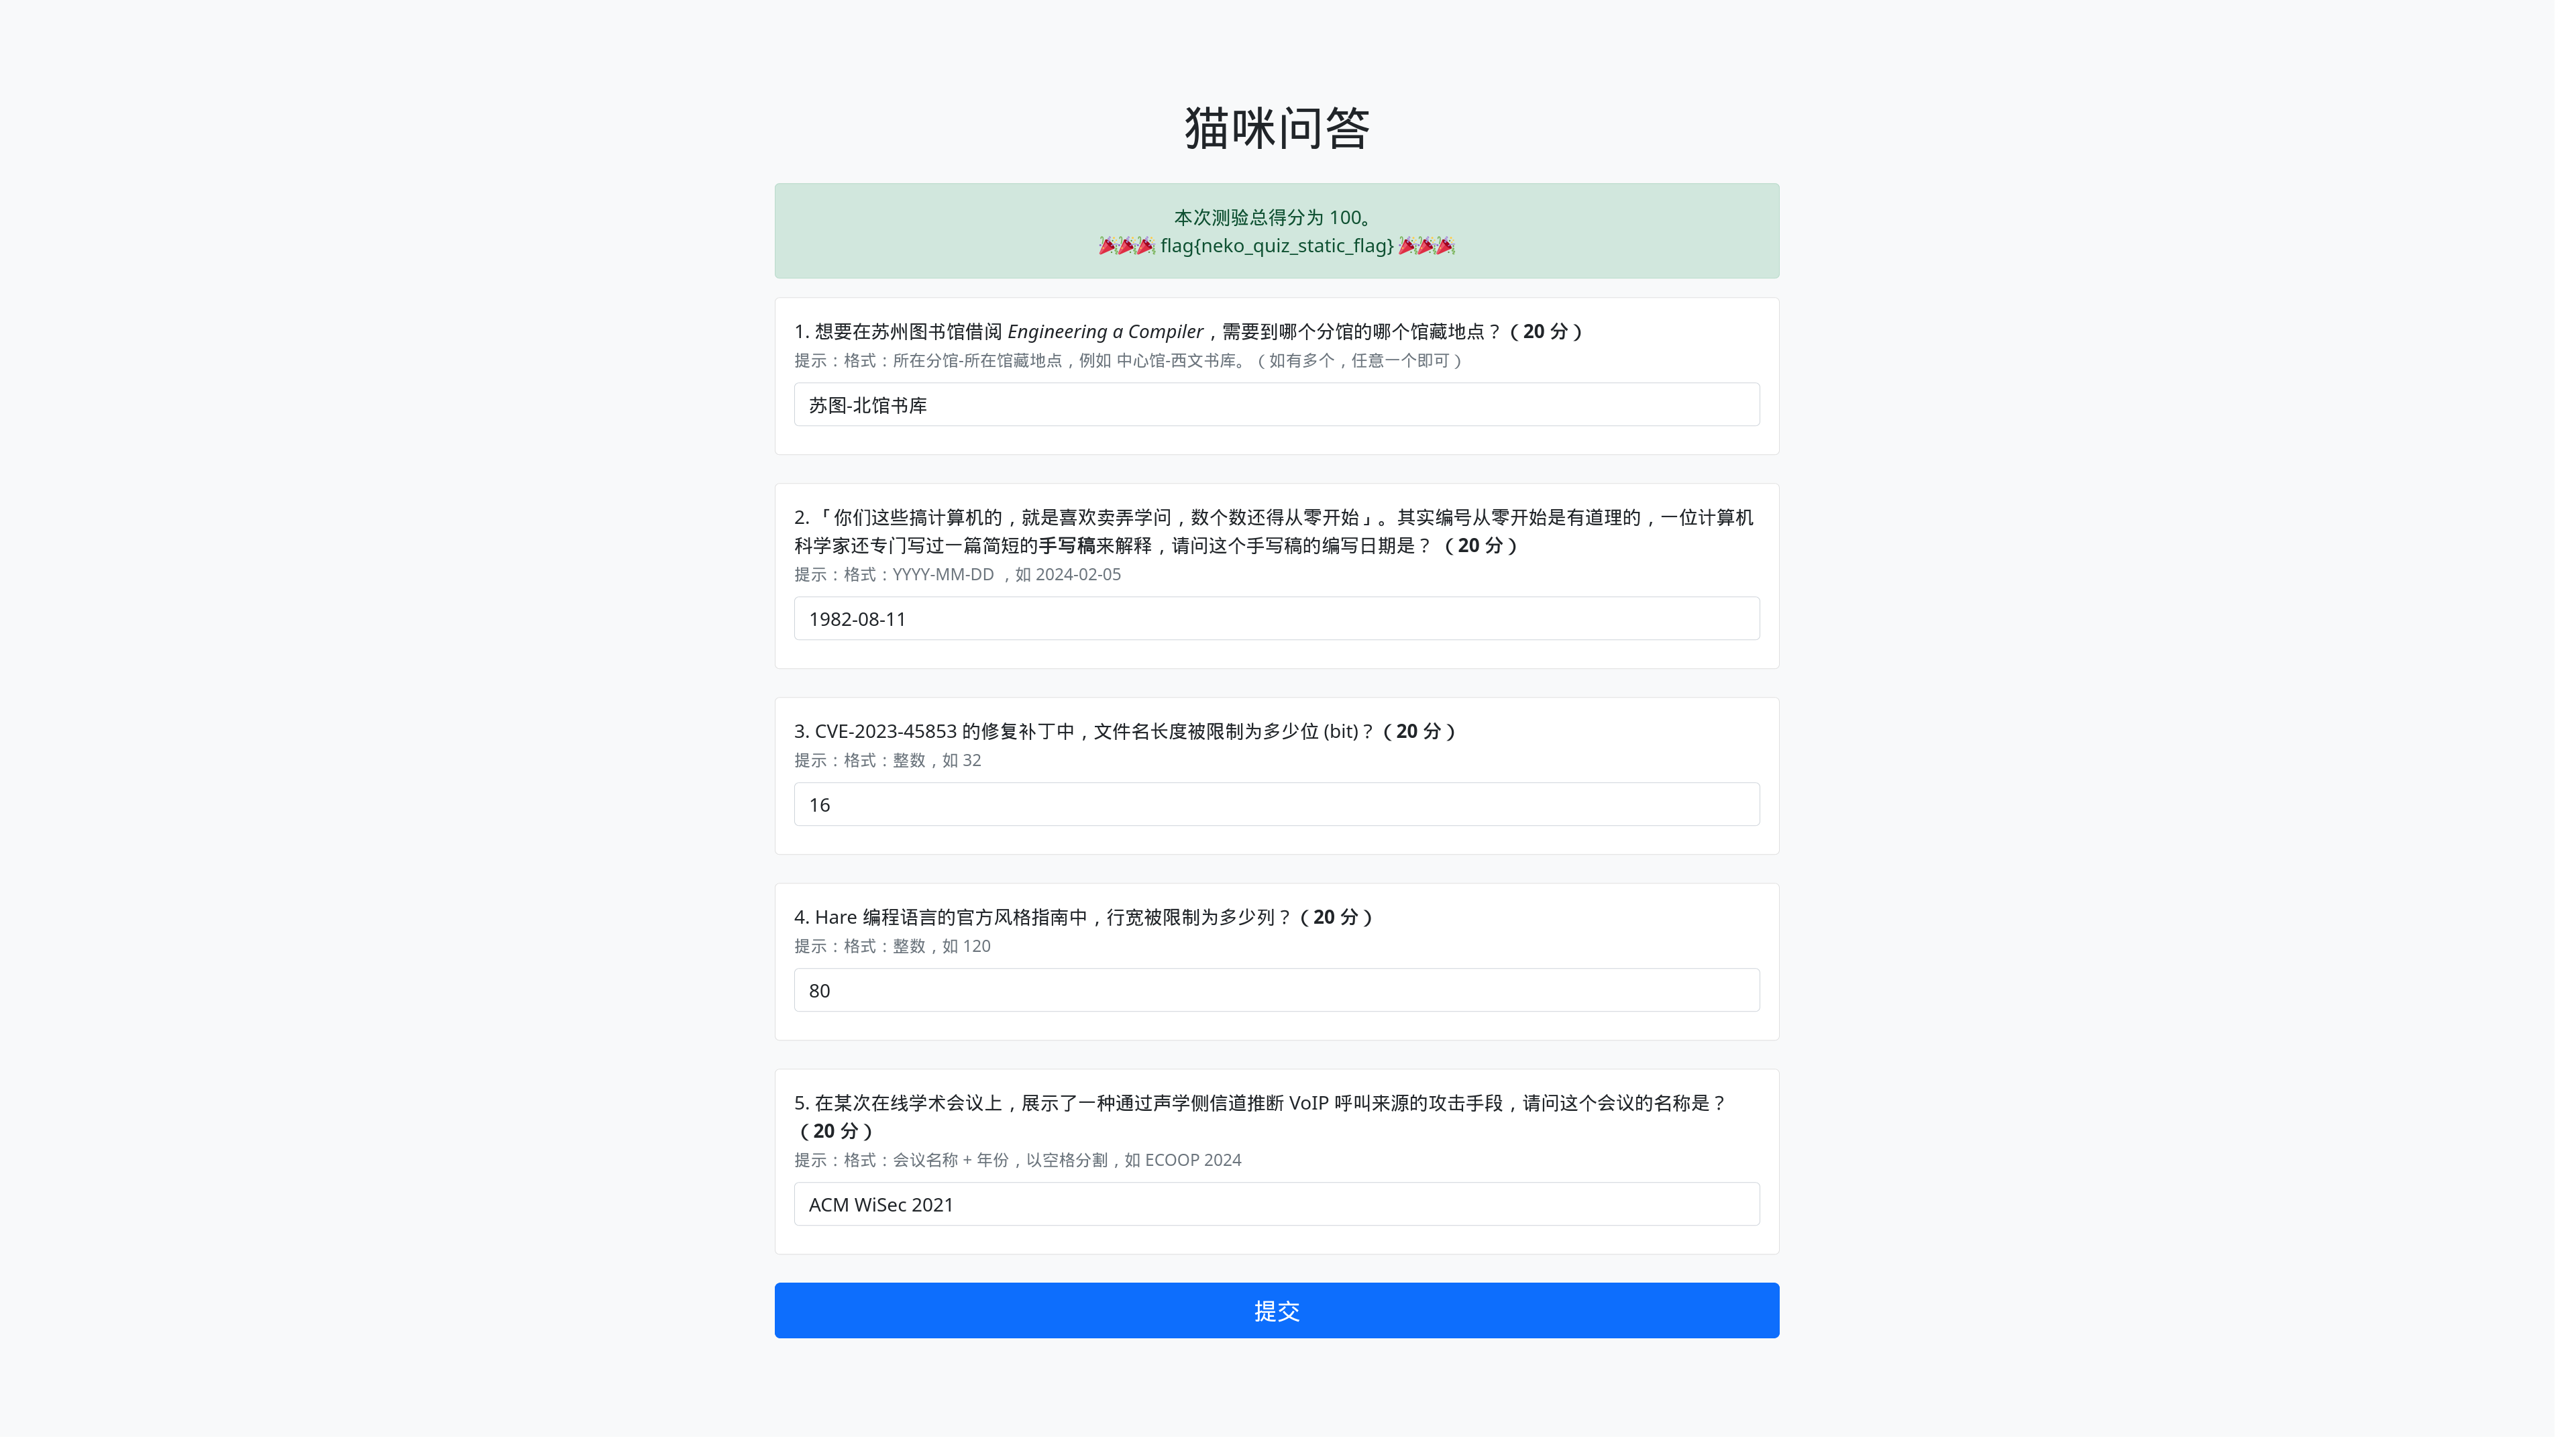 猫咪问答
本次测验总得分为 100。
🎉🎉🎉 flag{neko_quiz_static_flag} 🎉🎉🎉
1. 想要在苏州图书馆借阅 Engineering a Compiler，需要到哪个分馆的哪个馆藏地点？（20 分）
提示：格式：所在分馆-所在馆藏地点，例如 中心馆-西文书库。（如有多个，任意一个即可）
苏图-北馆书库
2. 「你们这些搞计算机的，就是喜欢卖弄学问，数个数还得从零开始」。其实编号从零开始是有道理的，一位计算机
科学家还专门写过一篇简短的手写稿来解释，请问这个手写稿的编写日期是？ （20 分）
提示：格式：YYYY-MM-DD ，如 2024-02-05
1982-08-11
3. CVE-2023-45853 的修复补丁中，文件名长度被限制为多少位 (bit)？（20 分）
提示：格式：整数，如 32
16
4. Hare 编程语言的官方风格指南中，行宽被限制为多少列？（20 分）
提示：格式：整数，如 120
80
5. 在某次在线学术会议上，展示了一种通过声学侧信道推断 VoIP 呼叫来源的攻击手段，请问这个会议的名称是？
（20 分）
提示：格式：会议名称 + 年份，以空格分割，如 ECOOP 2024
ACM WiSec 2021
提交